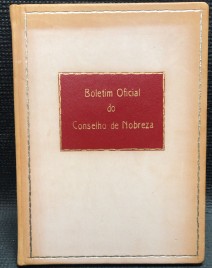 Boletim Oficial
do
Conselho de Nobreza